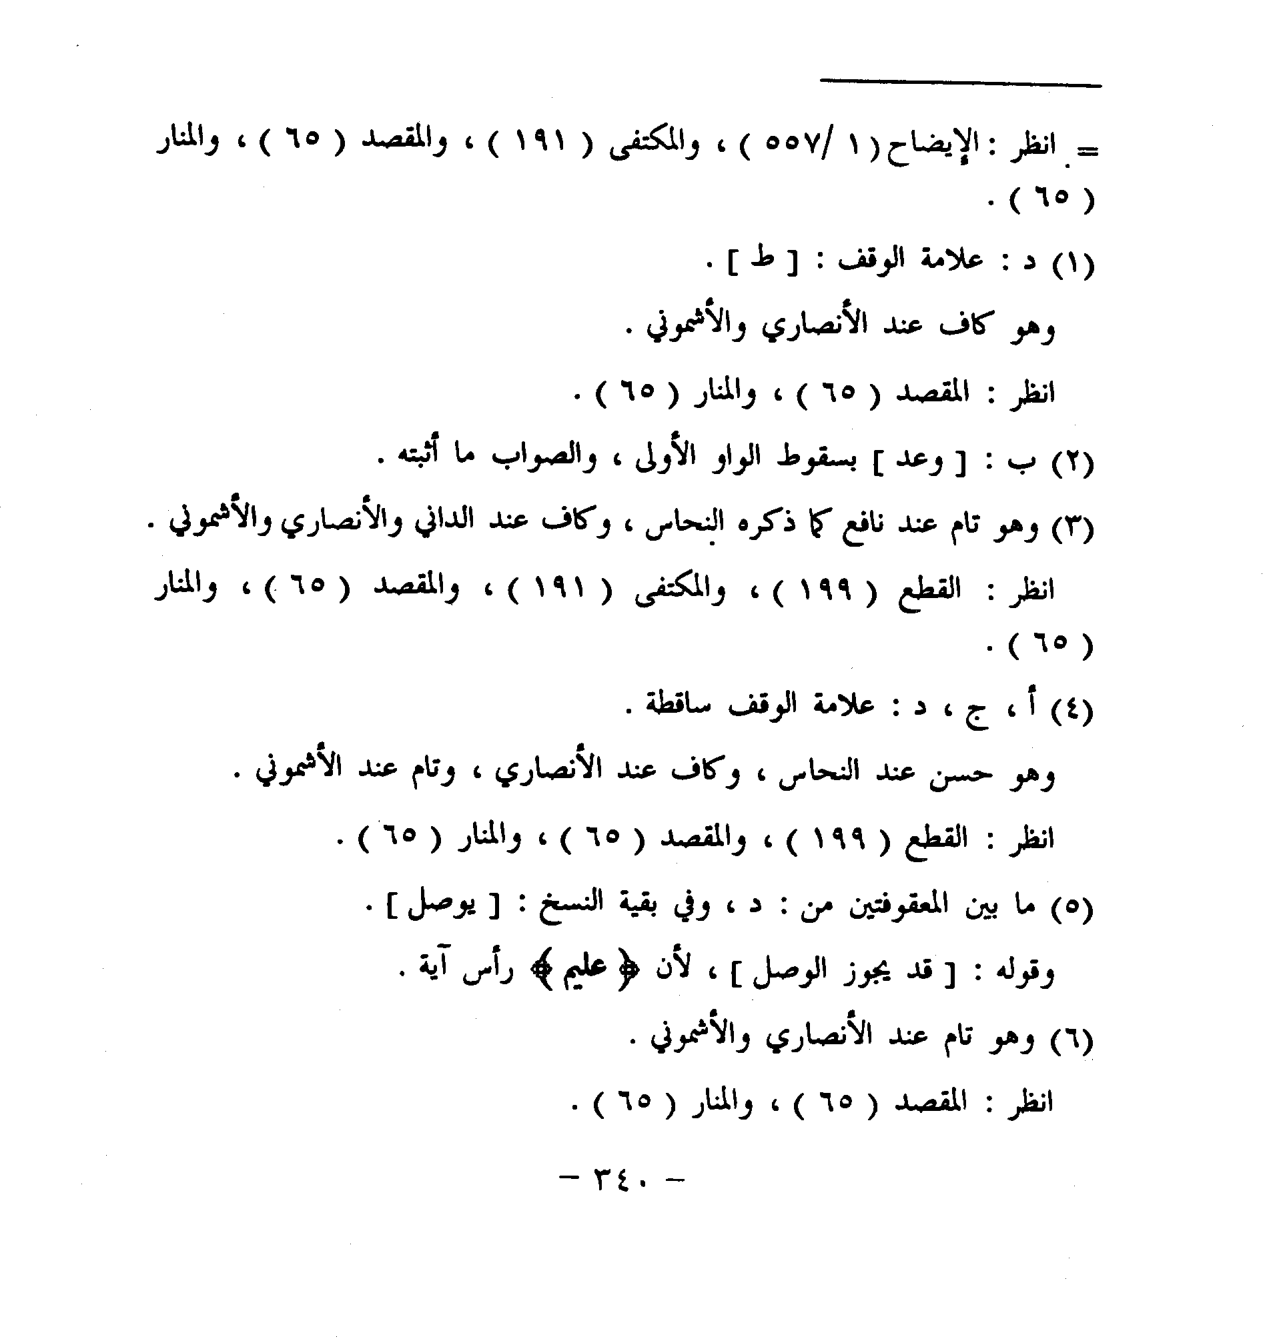 = انظر : الإيضاح ( ١ /٥٥٧ ) ، والمكتفى ( ١٩١ ) ، والمقصد ( ٦٥ ) ، والمنار
( ٦٥ ) .
(١) د : علامة الوقف : [ ط ] .
وهو كاف عند الأنصاري والأشموني .
انظر : المقصد ( ٦٥ ) ، والمنار ( ٦٥ ) .
(٢) ب : [ وعد ] بسقوط الواو الأولى ، والصواب ما أثبته .
(٣) وهو تام عند نافع كما ذكره النحاس ، وكاف عند الداني والأنصاري والأشموني .
انظر : القطع ( ١٩٩ ) ، والمكتفى ( ١٩١ ) ، والمقصد ( ٦٥ ) ، والمنار
( ٦٥ ) .
(٤) أ ، ج ، د : علامة الوقف ساقطة .
وهو حسن عند النحاس ، وكاف عند الأنصاري ، وتام عند الأشموني .
انظر : القطع ( ١٩٩ ) ، والمقصد ( ٦٥ ) ، والمنار ( ٦٥ ) .
(٥) ما بين المعقوفتين من : د ، وفي بقية النسخ : [ يوصل ] .
وقوله : [ قد يجوز الوصل ] ، لأن ﴿ عليم ﴾ رأس آية .
(٦) وهو تام عند الأنصاري والأشموني .
انظر : المقصد ( ٦٥ ) ، والمنار ( ٦٥ ) .
– ٣٤٠ –